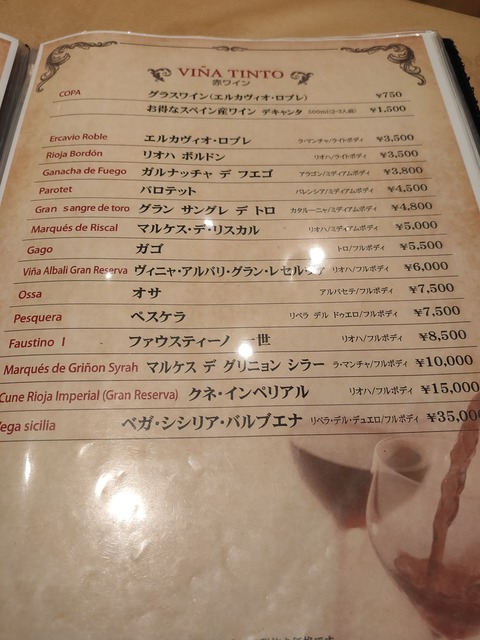 VIÑA TINTO
赤ワイン
COPA グラスワイン(エルカヴィオ・ロブレ) ¥750
お得なスペイン産ワイン デキャンタ 500ml(2-3人前) ¥1,500
Ercavio Roble エルカヴィオ・ロブレ ラ・マンチャ/ライトボディ ¥3,500
Rioja Bordón リオハ ボルドン リオハ/ライトボディ ¥3,500
Ganacha de Fuego ガルナッチャ デ フエゴ アラゴン/ミディアムボディ ¥3,800
Parotet パロテット バレンシア/ミディアムボディ ¥4,500
Gran sangre de toro グラン サングレ デ トロ カタルーニャ/ミディアムボディ ¥4,800
Marqués de Riscal マルケス・デ・リスカル リオハ/ミディアムボディ ¥5,000
Gago ガゴ トロ/フルボディ ¥5,500
Viña Albali Gran Reserva ヴィニャ・アルバリ・グラン・レセルヴァ リオハ/フルボディ ¥6,000
Ossa オサ アルバセテ/フルボディ ¥7,500
Pesquera ペスケラ リベラ デル ドゥエロ/フルボディ ¥7,500
Faustino I ファウスティーノ 一世 リオハ/フルボディ ¥8,500
Marqués de Griñon Syrah マルケス デ グリニョン シラー ラ・マンチャ/フルボディ ¥10,000
Cune Rioja Imperial (Gran Reserva) クネ・インペリアル リオハ/フルボディ ¥15,000
ega sicilia ベガ・シシリア・バルブエナ リベラ・デル・デュエロ/フルボディ ¥35,000